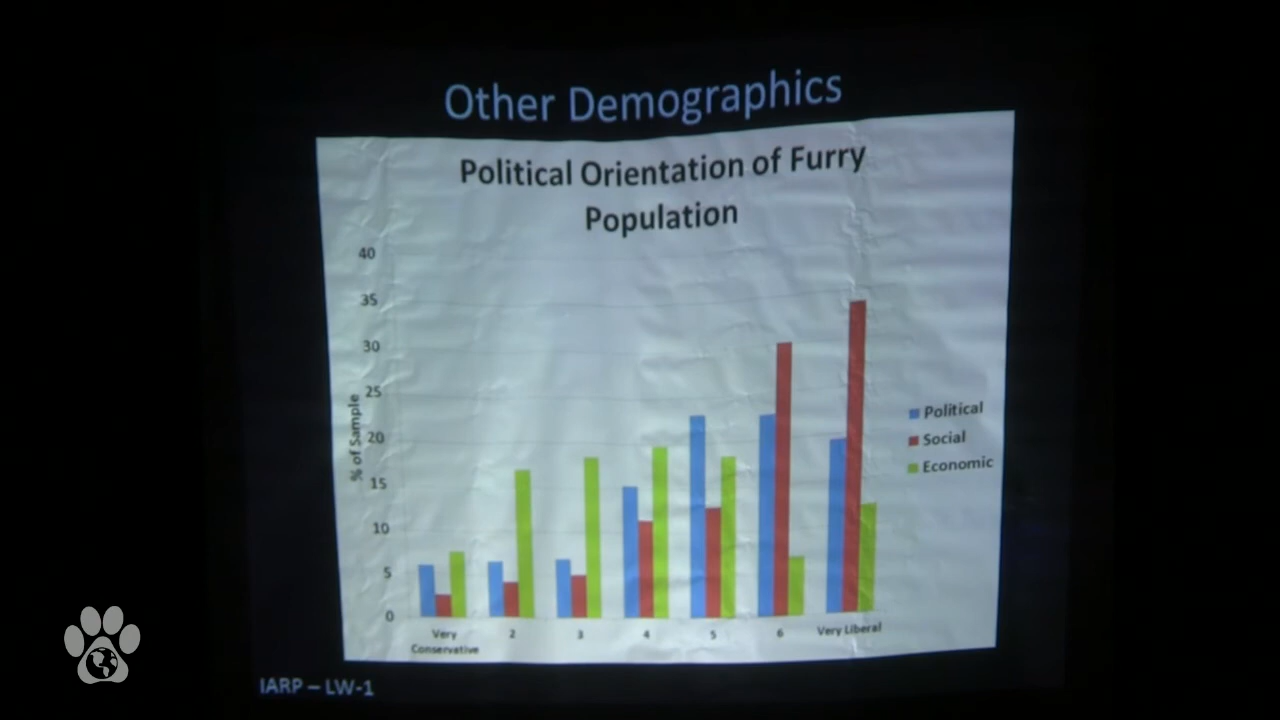 Other Demographics
Political Orientation of Furry
Population
40
35
30
25
20
15
10
5
0
% of Sample
Very
Conservative
2
3
4
5
6
Very Liberal
Political
Social
Economic
IARP – LW-1